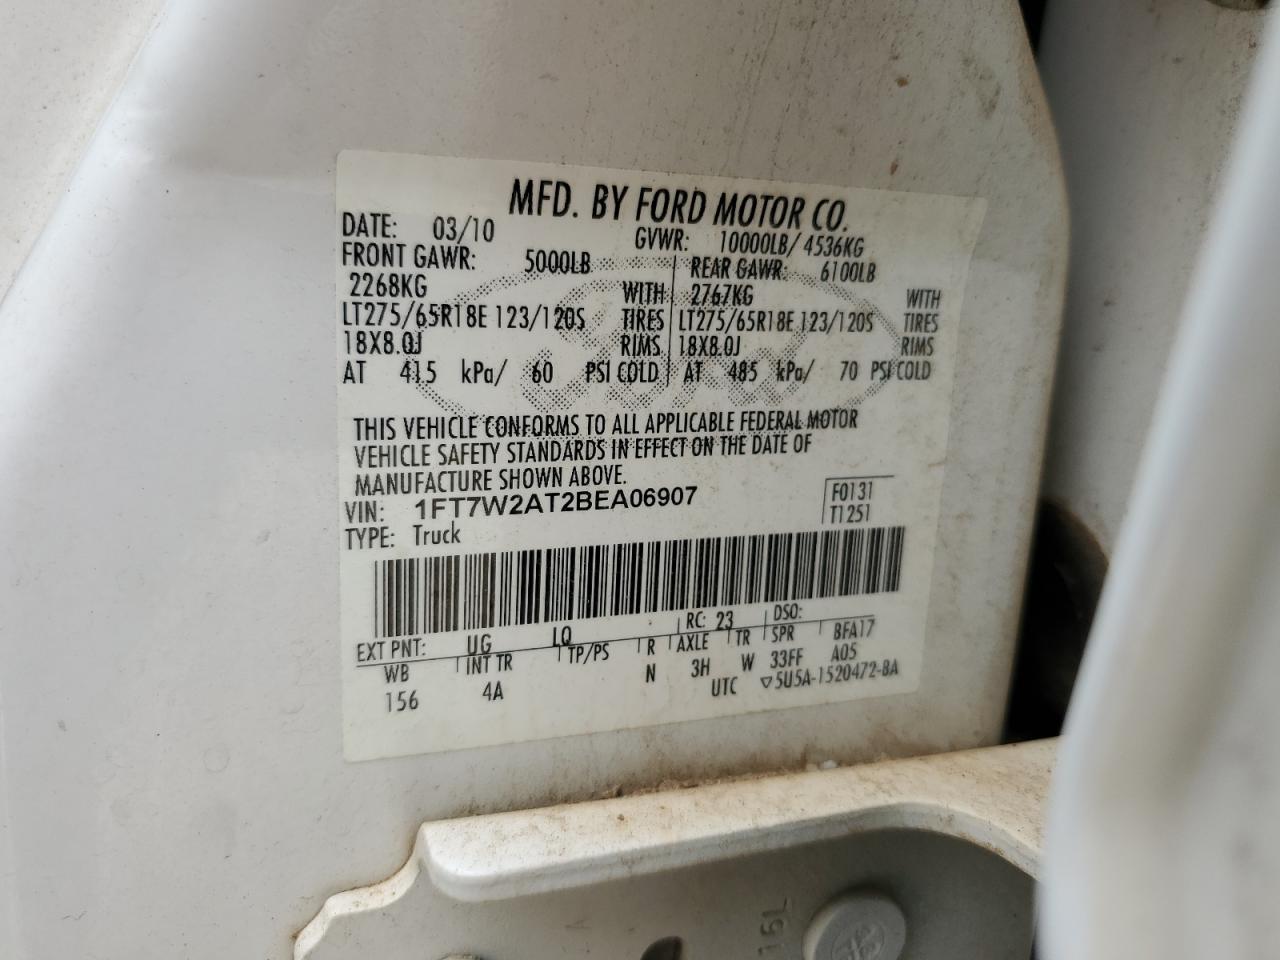 MFD. BY FORD MOTOR CO.
DATE: 03/10 GVWR: 10000LB/ 4536KG
FRONT GAWR: 5000LB REAR GAWR: 6100LB
2268KG WITH 2767KG WITH
LT275/65R18E 123/120S TIRES LT275/65R18E 123/120S TIRES
18X8.0J RIMS 18X8.0J RIMS
AT 415 kPa/ 60 PSI COLD AT 485 kPa/ 70 PSI COLD
THIS VEHICLE CONFORMS TO ALL APPLICABLE FEDERAL MOTOR
VEHICLE SAFETY STANDARDS IN EFFECT ON THE DATE OF
MANUFACTURE SHOWN ABOVE.
VIN: 1FT7W2AT2BEA06907 F0131
TYPE: Truck T1251
EXT PNT: UG LQ RC: 23 DSO:
WB INT TR TP/PS R AXLE TR SPR BFA17
156 4A N 3H W 33FF A05
UTC ▽5U5A-1520472-BA